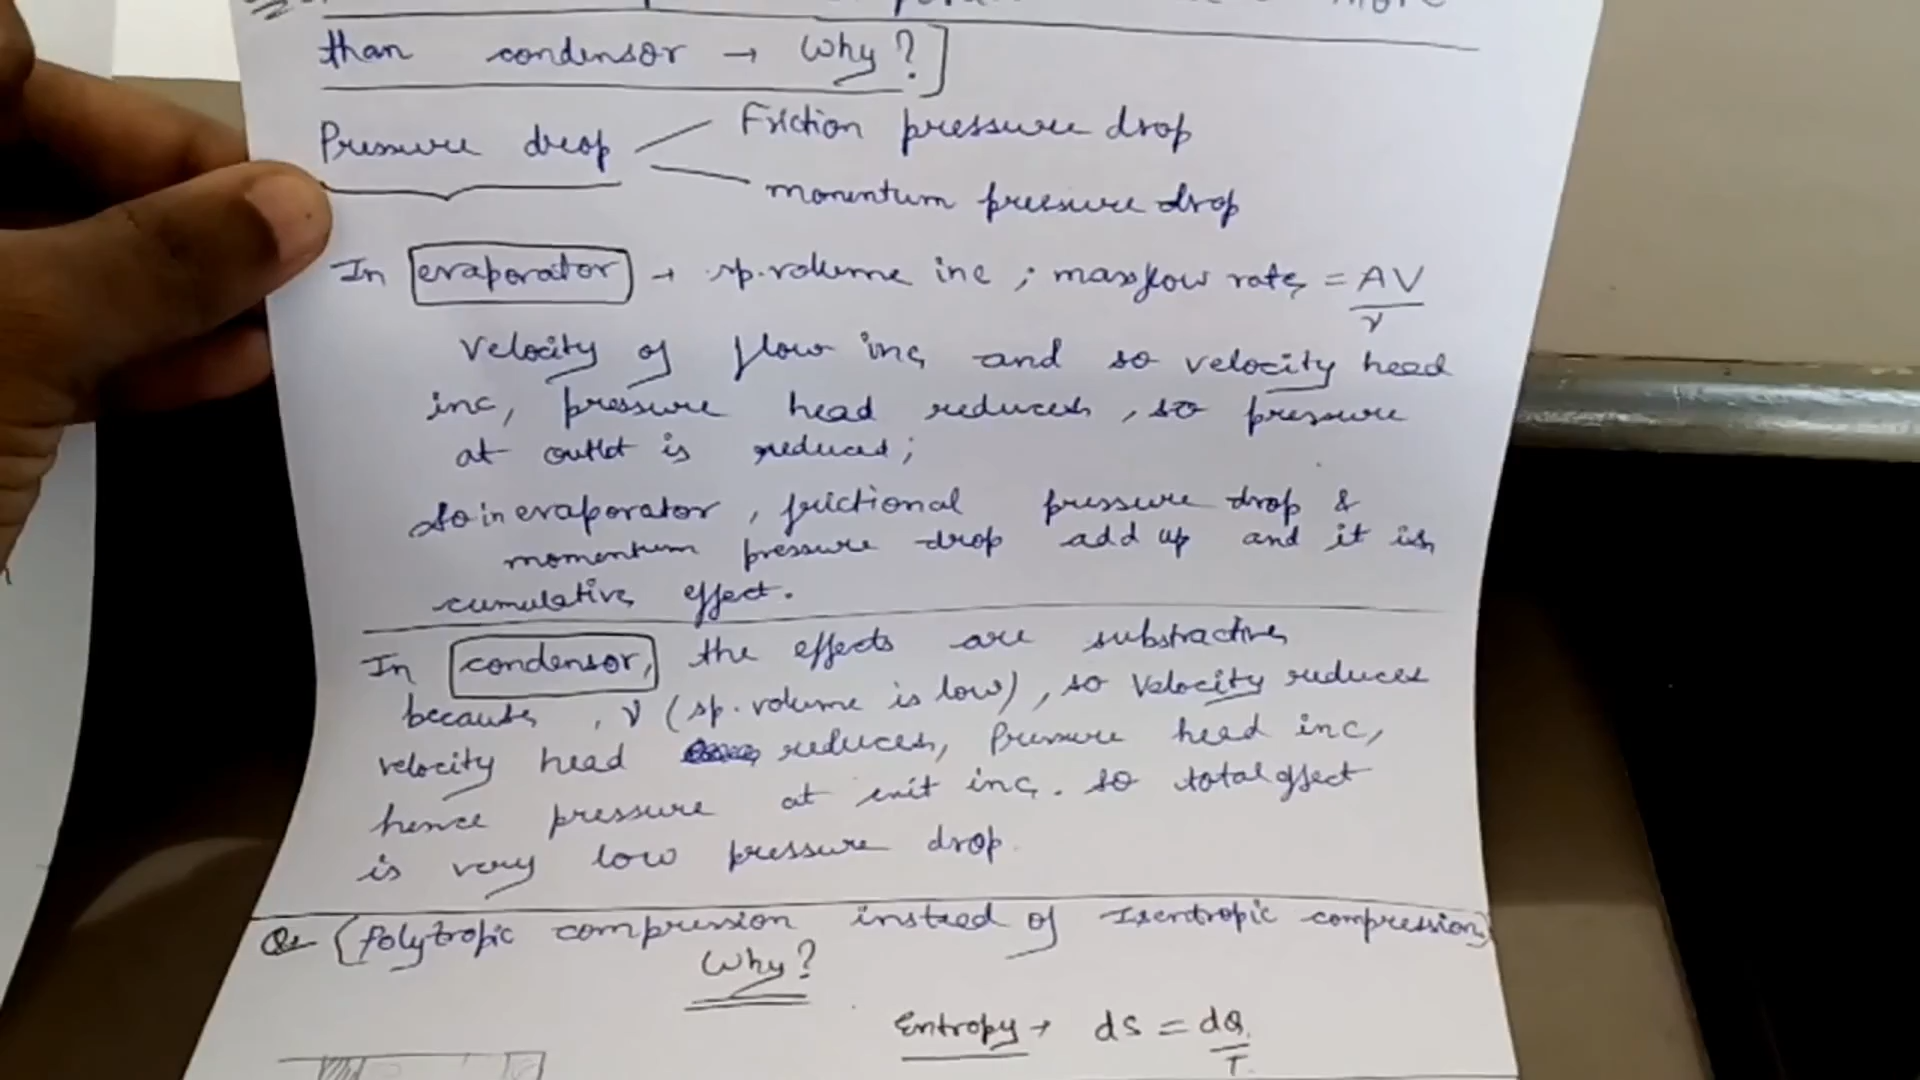 than condensor → Why?]
Pressure drop
Friction pressure drop
momentum pressure drop
In evaporator → sp. volume inc ; mass flow rate = AV
ν
Velocity of flow inc, and so velocity head
inc, pressure head reduces, so pressure
at outlet is reduced;
So in evaporator, frictional pressure drop &
momentum pressure drop add up and it is
cumulative effect.
In condensor, the effects are substractive
because, ν (sp. volume is low), so Velocity reduces
velocity head reduces, Pressure head inc,
hence pressure at exit inc. so total effect
is very low pressure drop.
Q: [Polytropic compression instead of Isentropic compression]
Why?
Entropy → ds = dQ
T